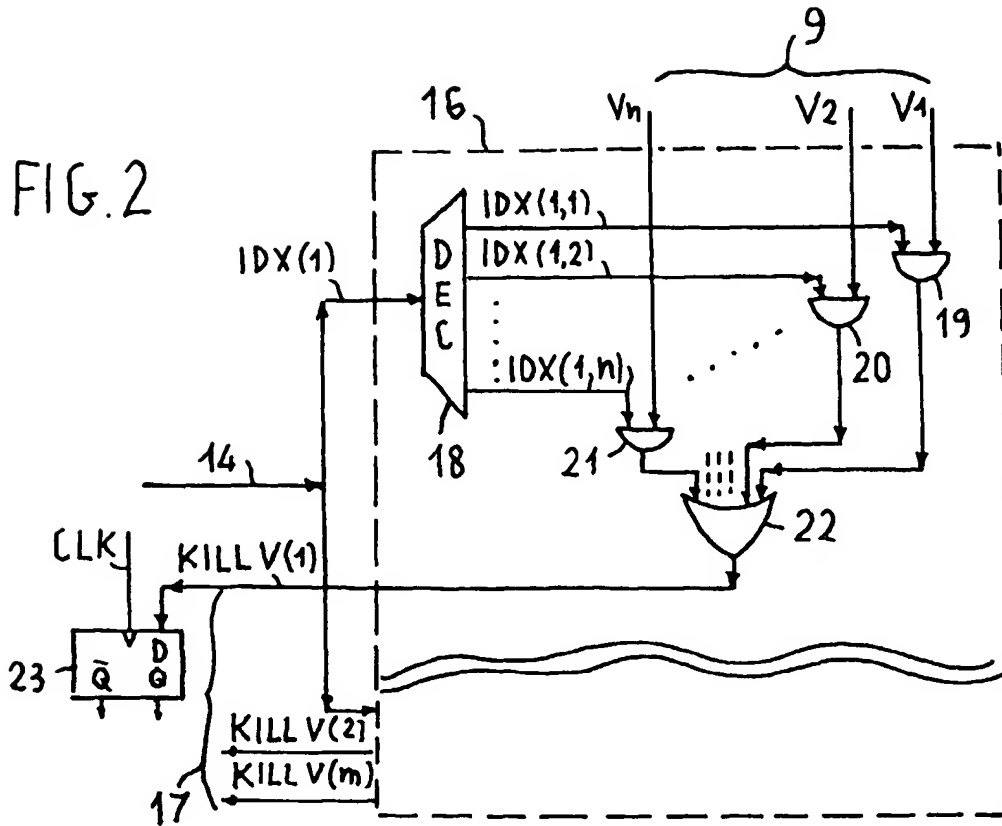 9
16
Vn
V2
V1
FIG.2
IDX(1,1)
IDX(1)
D
E
C
IDX(1,2)
19
20
IDX(1,n)
18
21
14
22
CLK
KILL V(1)
D
23
Q̅
Q
KILL V(2)
KILL V(m)
17